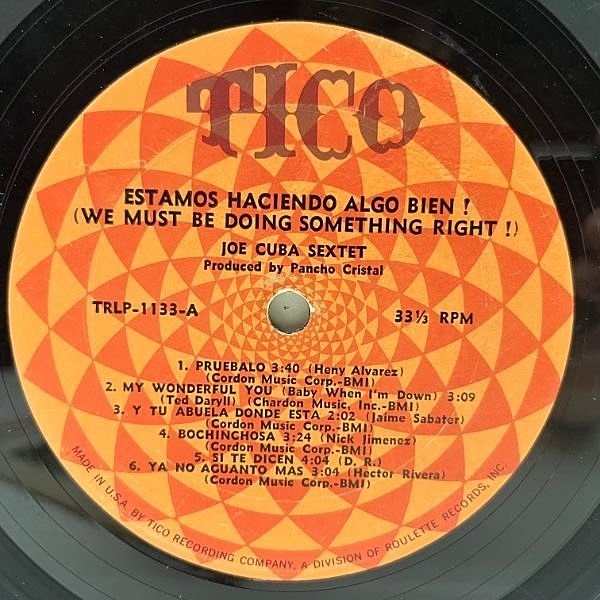 TICO
ESTAMOS HACIENDO ALGO BIEN !
(WE MUST BE DOING SOMETHING RIGHT !)
JOE CUBA SEXTET
Produced by Pancho Cristal
TRLP-1133-A
33⅓ RPM
1. PRUEBALO 3:40 (Heny Alvarez)
(Cordon Music Corp.-BMI)
2. MY WONDERFUL YOU (Baby When I'm Down) 3:09
(Ted Daryll) (Chardon Music, Inc.-BMI)
3. Y TU ABUELA DONDE ESTA 2:02 (Jaime Sabater)
(Cordon Music Corp.-BMI)
4. BOCHINCHOSA 3:24 (Nick Jimenez)
(Cordon Music Corp.-BMI)
5. SI TE DICEN 4:04 (D. R.)
6. YA NO AGUANTO MAS 3:04 (Hector Rivera)
(Cordon Music Corp.-BMI)
MADE IN U.S.A. BY TICO RECORDING COMPANY, A DIVISION OF ROULETTE RECORDS, INC.